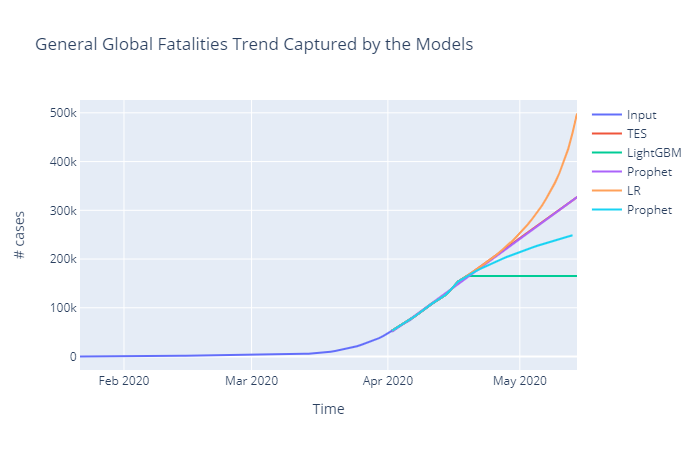 General Global Fatalities Trend Captured by the Models
500k
400k
300k
200k
100k
0
# cases
Feb 2020
Mar 2020
Apr 2020
May 2020
Time
Input
TES
LightGBM
Prophet
LR
Prophet